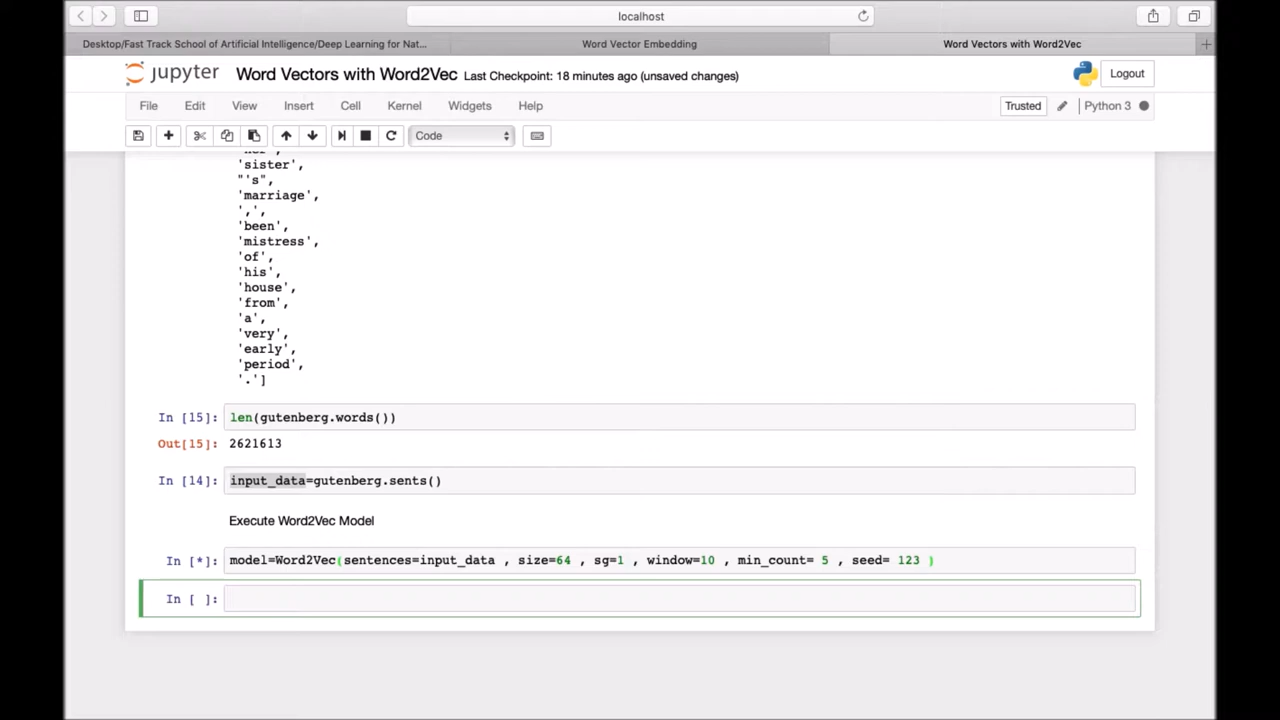 localhost
Desktop/Fast Track School of Artificial Intelligence/Deep Learning for Nat... Word Vector Embedding Word Vectors with Word2Vec
jupyter Word Vectors with Word2Vec Last Checkpoint: 18 minutes ago (unsaved changes) Logout
File Edit View Insert Cell Kernel Widgets Help Trusted Python 3
Code
'sister',
"'s",
'marriage',
',',
'been',
'mistress',
'of',
'his',
'house',
'from',
'a',
'very',
'early',
'period',
'.']
In [15]: len(gutenberg.words())
Out[15]: 2621613
In [14]: input_data=gutenberg.sents()
Execute Word2Vec Model
In [*]: model=Word2Vec(sentences=input_data , size=64 , sg=1 , window=10 , min_count= 5 , seed= 123 )
In [ ]: